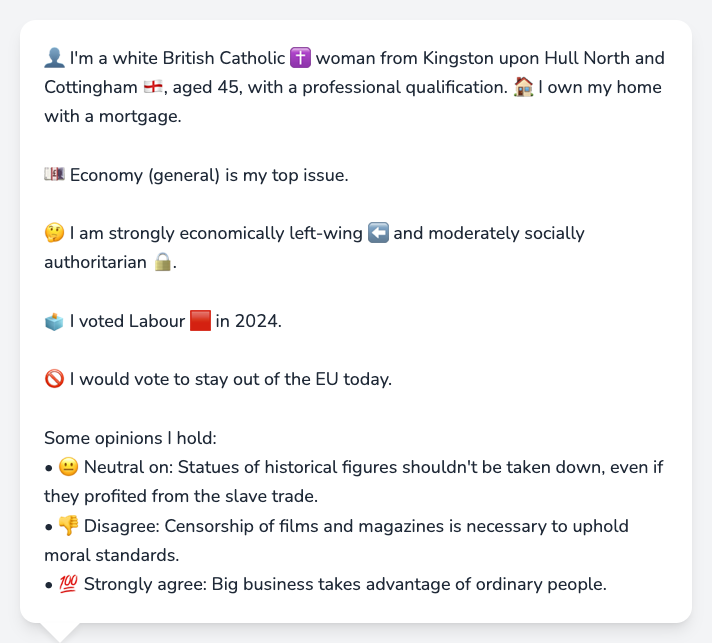 👤 I'm a white British Catholic ✝️ woman from Kingston upon Hull North and
Cottingham 🏴󠁧󠁢󠁥󠁮󠁧󠁿, aged 45, with a professional qualification. 🏠 I own my home
with a mortgage.
💷 Economy (general) is my top issue.
🤔 I am strongly economically left-wing ⬅️ and moderately socially
authoritarian 🔒.
🗳️ I voted Labour 🟥 in 2024.
🚫 I would vote to stay out of the EU today.
Some opinions I hold:
• 😐 Neutral on: Statues of historical figures shouldn't be taken down, even if
they profited from the slave trade.
• 👎 Disagree: Censorship of films and magazines is necessary to uphold
moral standards.
• 💯 Strongly agree: Big business takes advantage of ordinary people.